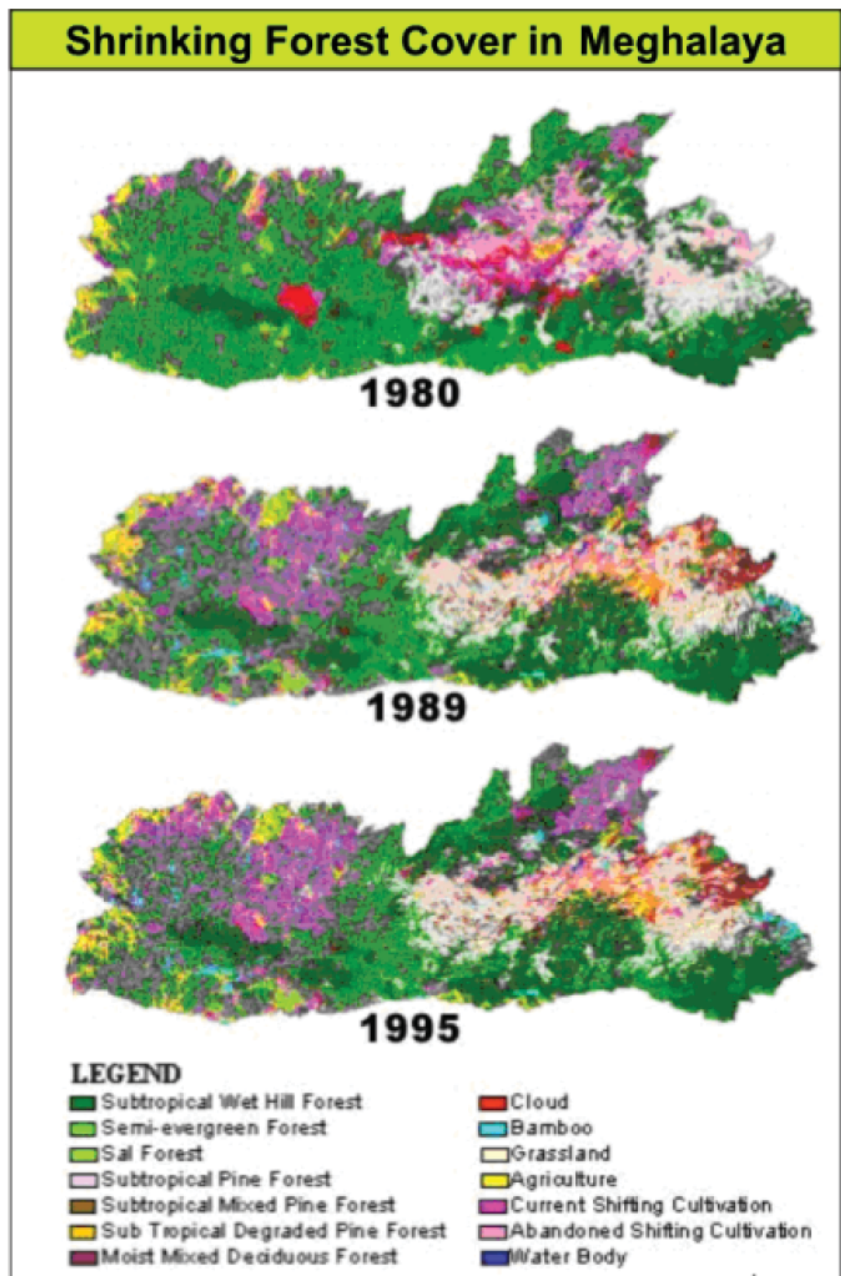 Shrinking Forest Cover in Meghalaya
1980
1989
1995
LEGEND
Subtropical Wet Hill Forest
Semi-evergreen Forest
Sal Forest
Subtropical Pine Forest
Subtropical Mixed Pine Forest
Sub Tropical Degraded Pine Forest
Moist Mixed Deciduous Forest
Cloud
Bamboo
Grassland
Agriculture
Current Shifting Cultivation
Abandoned Shifting Cultivation
Water Body